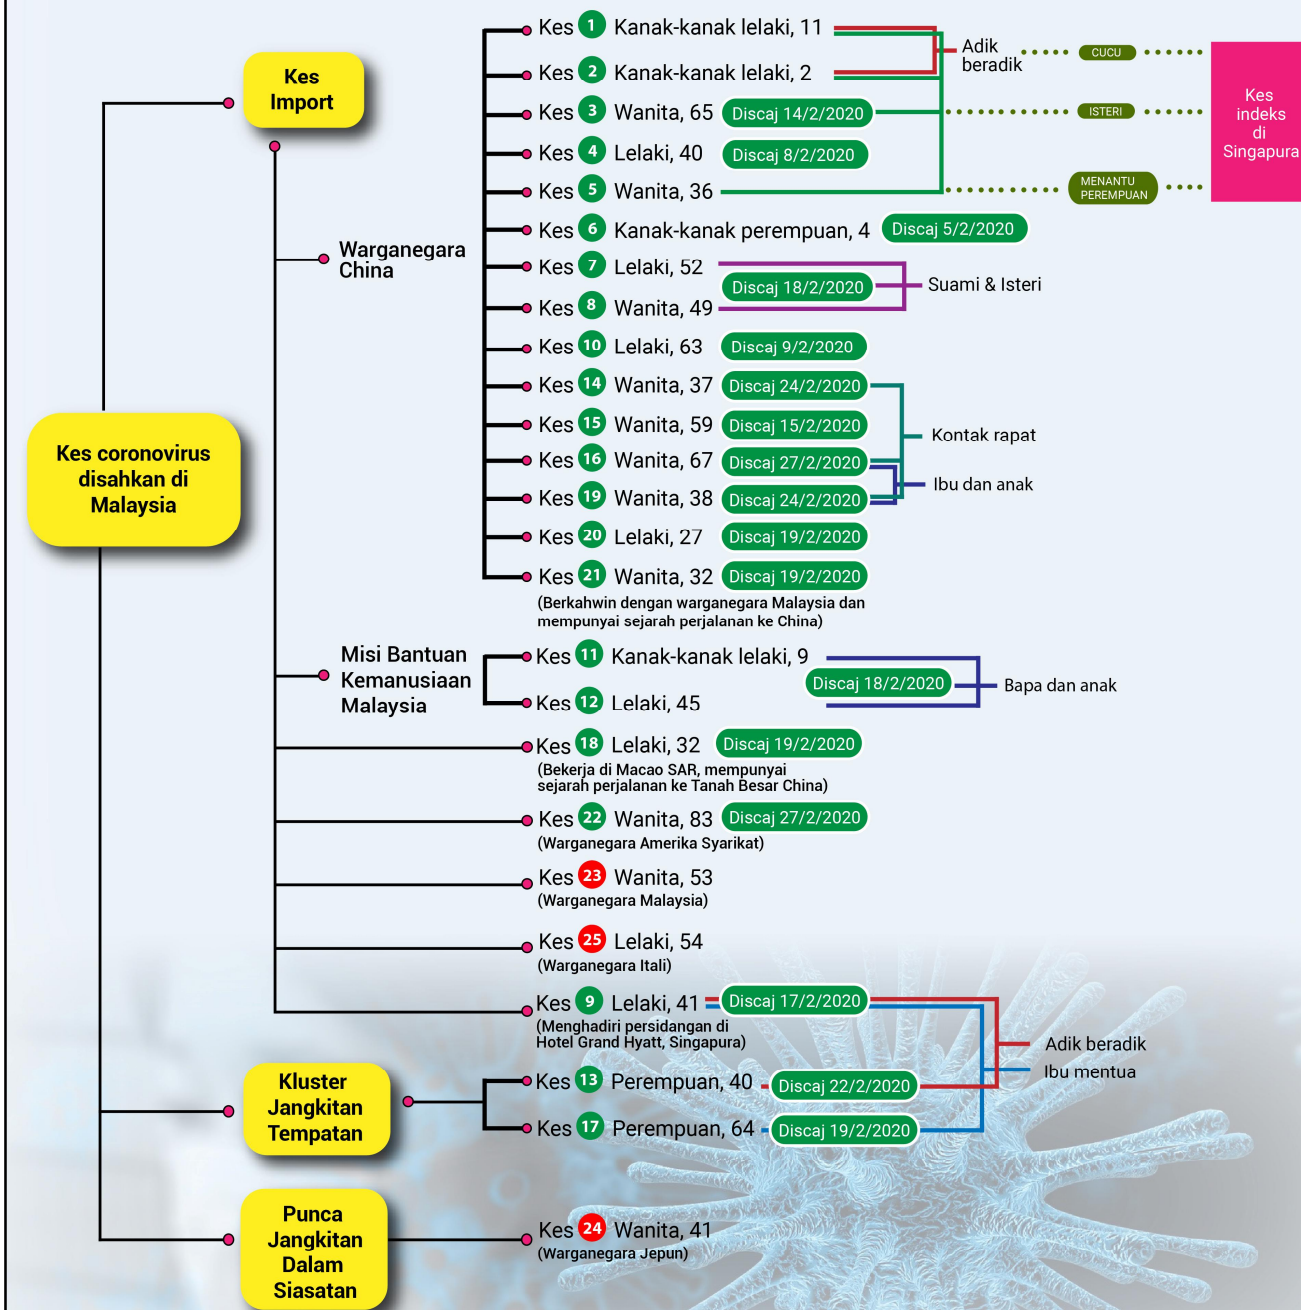 Kes coronovirus
disahkan di
Malaysia
Kes
Import
Warganegara
China
Kes 1 Kanak-kanak lelaki, 11
Kes 2 Kanak-kanak lelaki, 2
Adik
beradik
CUCU
Kes 3 Wanita, 65 Discaj 14/2/2020
ISTERI
Kes
indeks
di
Singapura
Kes 4 Lelaki, 40 Discaj 8/2/2020
Kes 5 Wanita, 36
MENANTU
PEREMPUAN
Kes 6 Kanak-kanak perempuan, 4 Discaj 5/2/2020
Kes 7 Lelaki, 52
Discaj 18/2/2020 Suami & Isteri
Kes 8 Wanita, 49
Kes 10 Lelaki, 63 Discaj 9/2/2020
Kes 14 Wanita, 37 Discaj 24/2/2020
Kes 15 Wanita, 59 Discaj 15/2/2020
Kontak rapat
Kes 16 Wanita, 67 Discaj 27/2/2020
Ibu dan anak
Kes 19 Wanita, 38 Discaj 24/2/2020
Kes 20 Lelaki, 27 Discaj 19/2/2020
Kes 21 Wanita, 32 Discaj 19/2/2020
(Berkahwin dengan warganegara Malaysia dan
mempunyai sejarah perjalanan ke China)
Misi Bantuan
Kemanusiaan
Malaysia
Kes 11 Kanak-kanak lelaki, 9
Discaj 18/2/2020 Bapa dan anak
Kes 12 Lelaki, 45
Kes 18 Lelaki, 32 Discaj 19/2/2020
(Bekerja di Macao SAR, mempunyai
sejarah perjalanan ke Tanah Besar China)
Kes 22 Wanita, 83 Discaj 27/2/2020
(Warganegara Amerika Syarikat)
Kes 23 Wanita, 53
(Warganegara Malaysia)
Kes 25 Lelaki, 54
(Warganegara Itali)
Kes 9 Lelaki, 41 Discaj 17/2/2020
(Menghadiri persidangan di
Hotel Grand Hyatt, Singapura)
Adik beradik
Ibu mentua
Kluster
Jangkitan
Tempatan
Kes 13 Perempuan, 40 Discaj 22/2/2020
Kes 17 Perempuan, 64 Discaj 19/2/2020
Punca
Jangkitan
Dalam
Siasatan
Kes 24 Wanita, 41
(Warganegara Jepun)